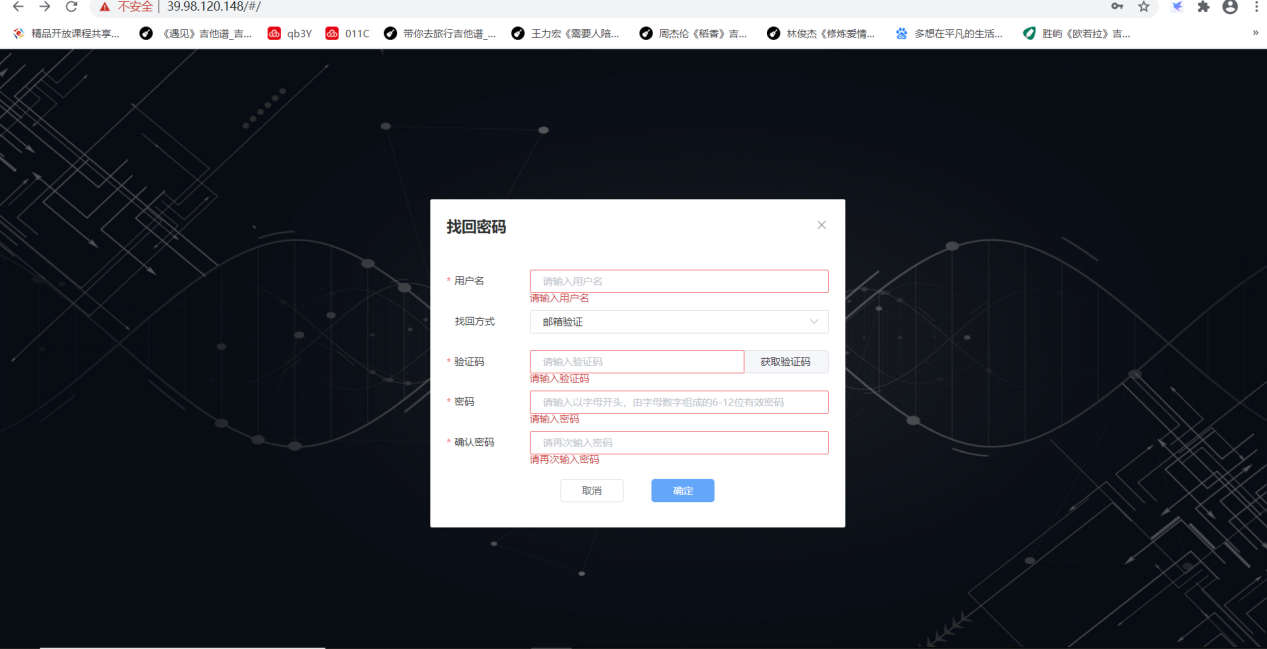 不安全 | 39.98.120.148/#/
精品开放课程共享... 《遇见》吉他谱_吉... qb3Y 011C 带你去旅行吉他谱_... 王力宏《需要人陪... 周杰伦《稻香》吉... 林俊杰《修炼爱情... 多想在平凡的生活... 胜屿《欧若拉》吉... »
找回密码
* 用户名 请输入用户名
请输入用户名
找回方式 邮箱验证
* 验证码 请输入验证码 获取验证码
请输入验证码
* 密码 请输入以字母开头，由字母数字组成的6-12位有效密码
请输入密码
* 确认密码 请再次输入密码
请再次输入密码
取消 确定